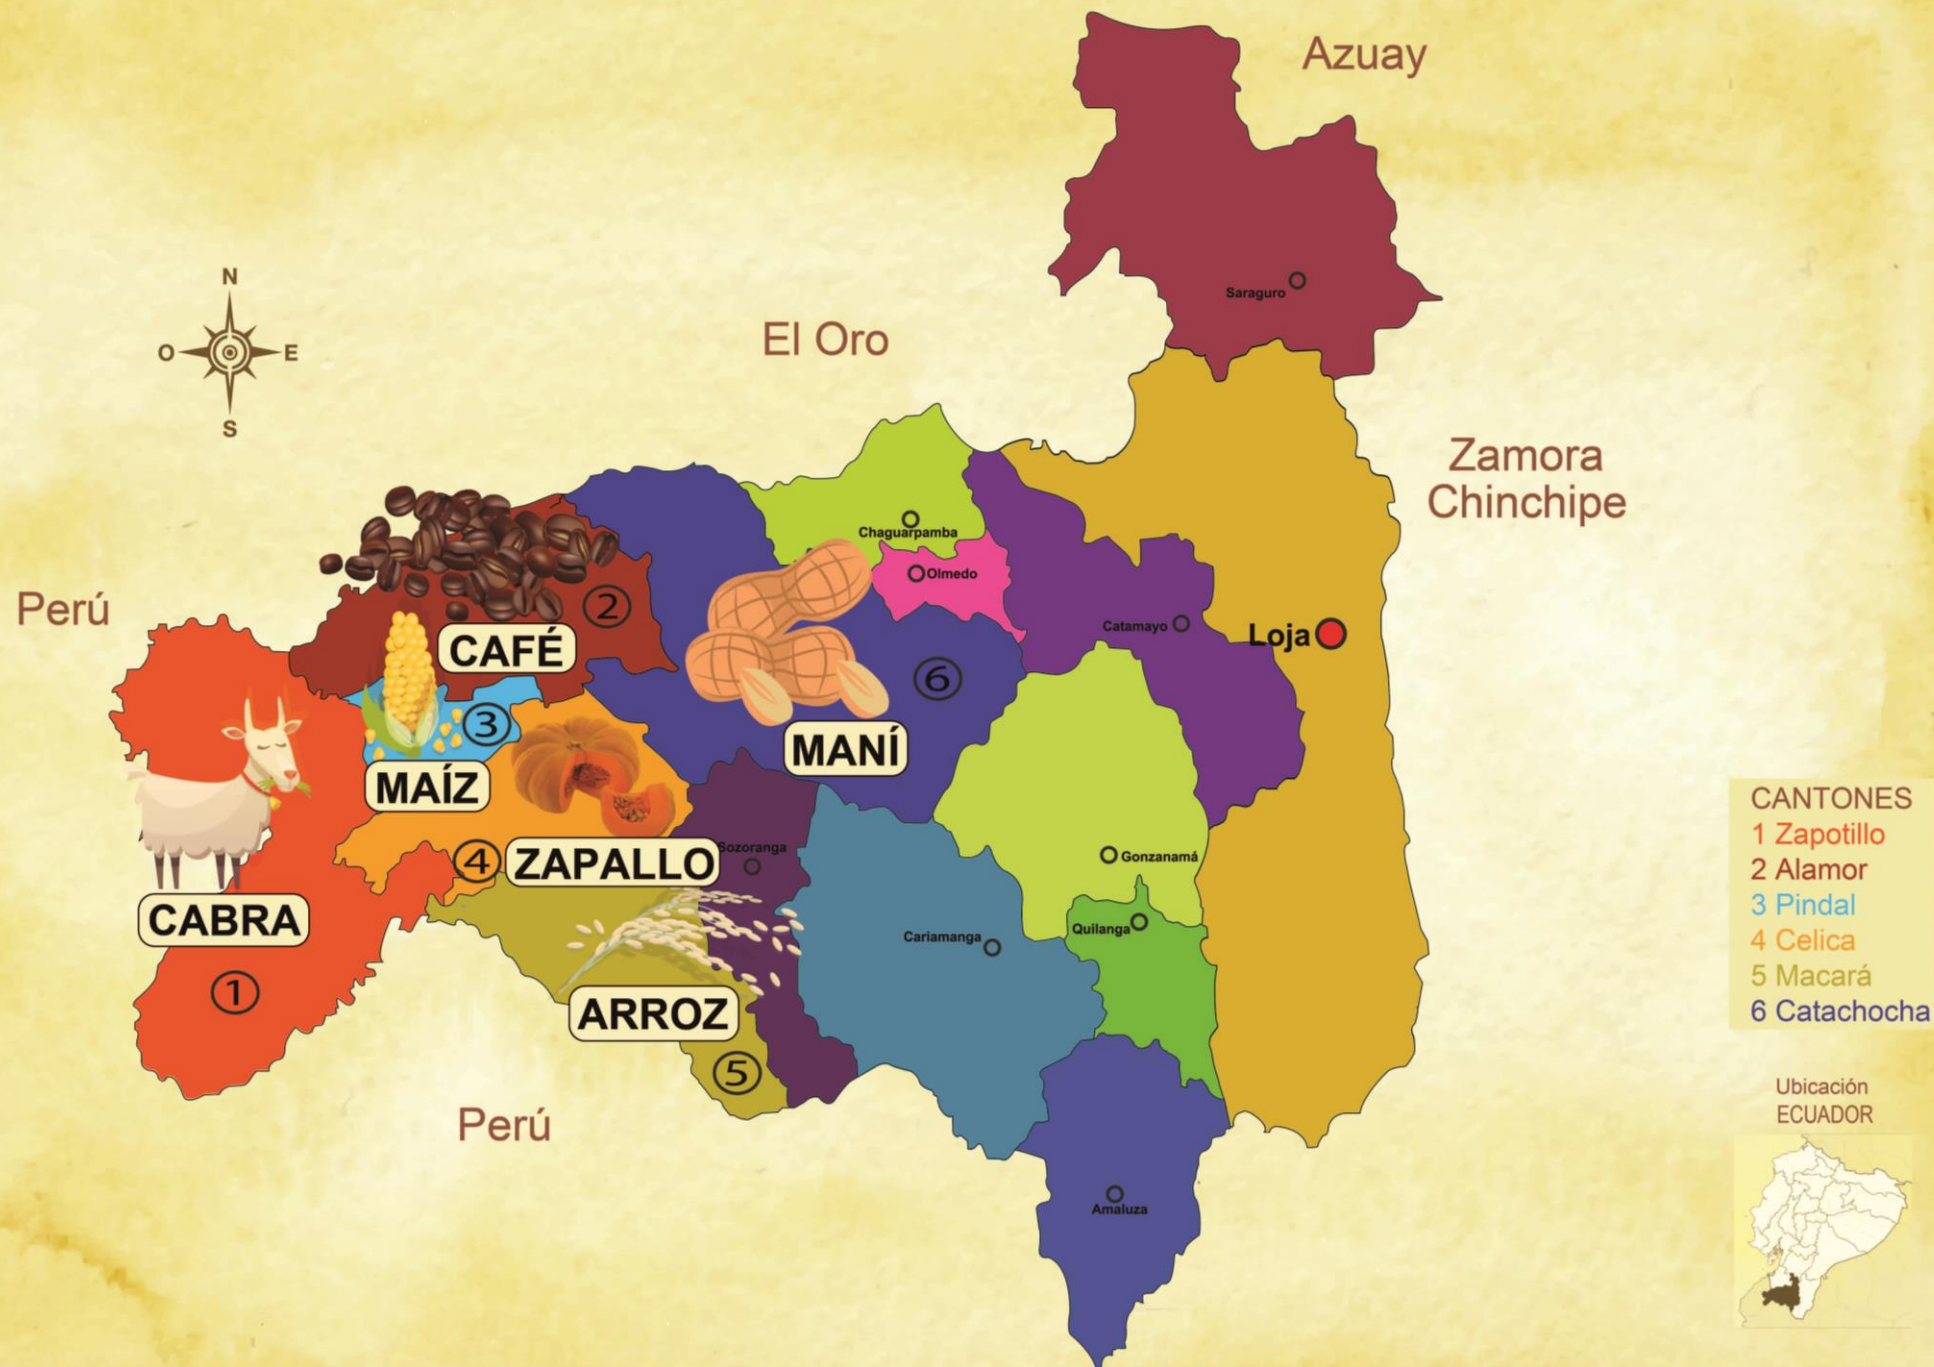 Azuay
Saraguro
N
O
E
S
El Oro
Zamora
Chinchipe
Chaguarpamba
Olmedo
Perú
2
CAFÉ
Catamayo
Loja
6
3
MANÍ
MAÍZ
CANTONES
1 Zapotillo
2 Alamor
3 Pindal
4 Celica
5 Macará
6 Catachocha
4
ZAPALLO
Sozoranga
Gonzanamá
CABRA
Quilanga
Cariamanga
1
ARROZ
5
Perú
Ubicación
ECUADOR
Amaluza